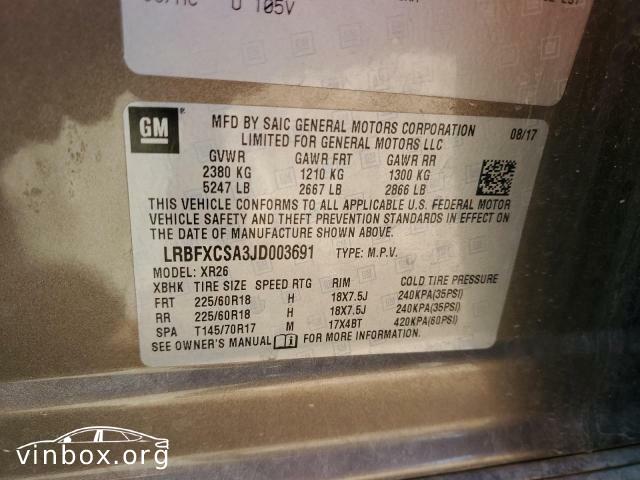 U 105V
GM
MFD BY SAIC GENERAL MOTORS CORPORATION 08/17
LIMITED FOR GENERAL MOTORS LLC
GVWR GAWR FRT GAWR RR
2380 KG 1210 KG 1300 KG
5247 LB 2667 LB 2866 LB
THIS VEHICLE CONFORMS TO ALL APPLICABLE U.S. FEDERAL MOTOR
VEHICLE SAFETY AND THEFT PREVENTION STANDARDS IN EFFECT ON
THE DATE OF MANUFACTURE SHOWN ABOVE.
LRBFXCSA3JD003691 TYPE: M.P.V.
MODEL: XR26
XBHK TIRE SIZE SPEED RTG RIM COLD TIRE PRESSURE
FRT 225/60R18 H 18X7.5J 240KPA(35PSI)
RR 225/60R18 H 18X7.5J 240KPA(35PSI)
SPA T145/70R17 M 17X4BT 420KPA(60PSI)
SEE OWNER'S MANUAL i FOR MORE INFORMATION.
vinbox.org